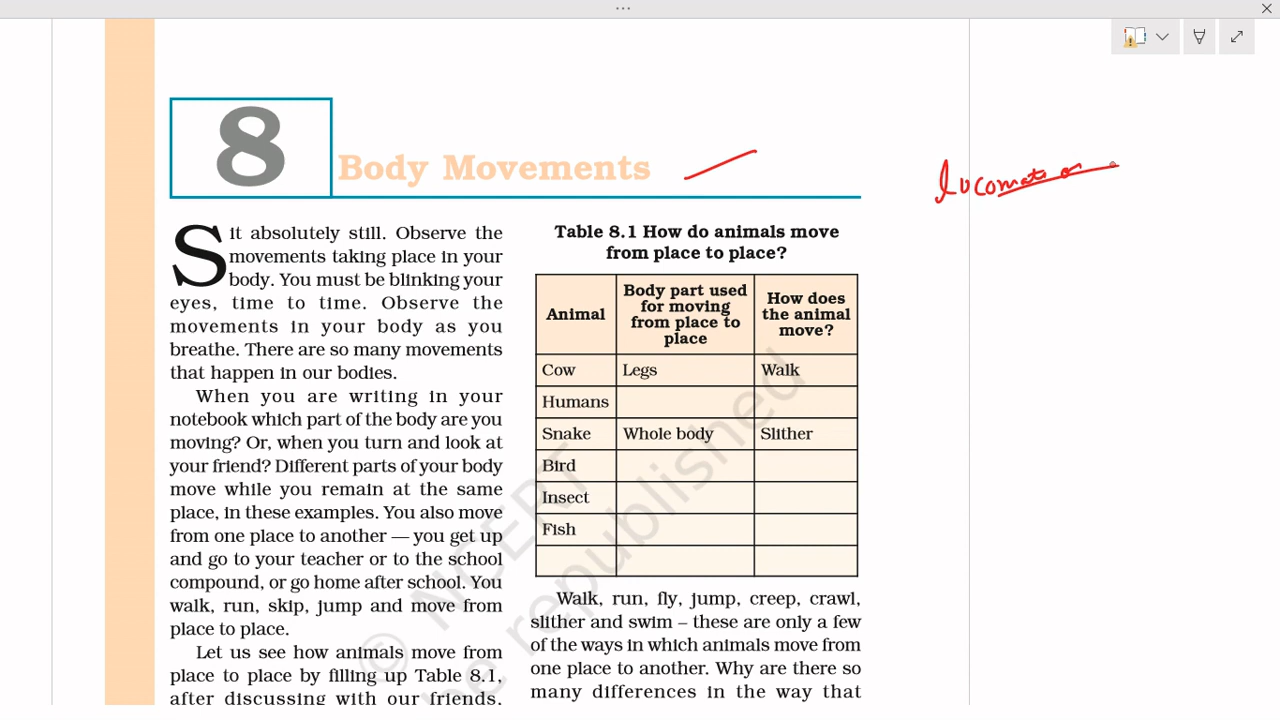 8
Body Movements
locomation
Sit absolutely still. Observe the
movements taking place in your
body. You must be blinking your
eyes, time to time. Observe the
movements in your body as you
breathe. There are so many movements
that happen in our bodies.
When you are writing in your
notebook which part of the body are you
moving? Or, when you turn and look at
your friend? Different parts of your body
move while you remain at the same
place, in these examples. You also move
from one place to another — you get up
and go to your teacher or to the school
compound, or go home after school. You
walk, run, skip, jump and move from
place to place.
Let us see how animals move from
place to place by filling up Table 8.1,
after discussing with our friends,
Table 8.1 How do animals move
from place to place?
Animal
Body part used
for moving
from place to
place
How does
the animal
move?
Cow Legs Walk
Humans
Snake Whole body Slither
Bird
Insect
Fish
Walk, run, fly, jump, creep, crawl,
slither and swim – these are only a few
of the ways in which animals move from
one place to another. Why are there so
many differences in the way that
© NCERT
be republished